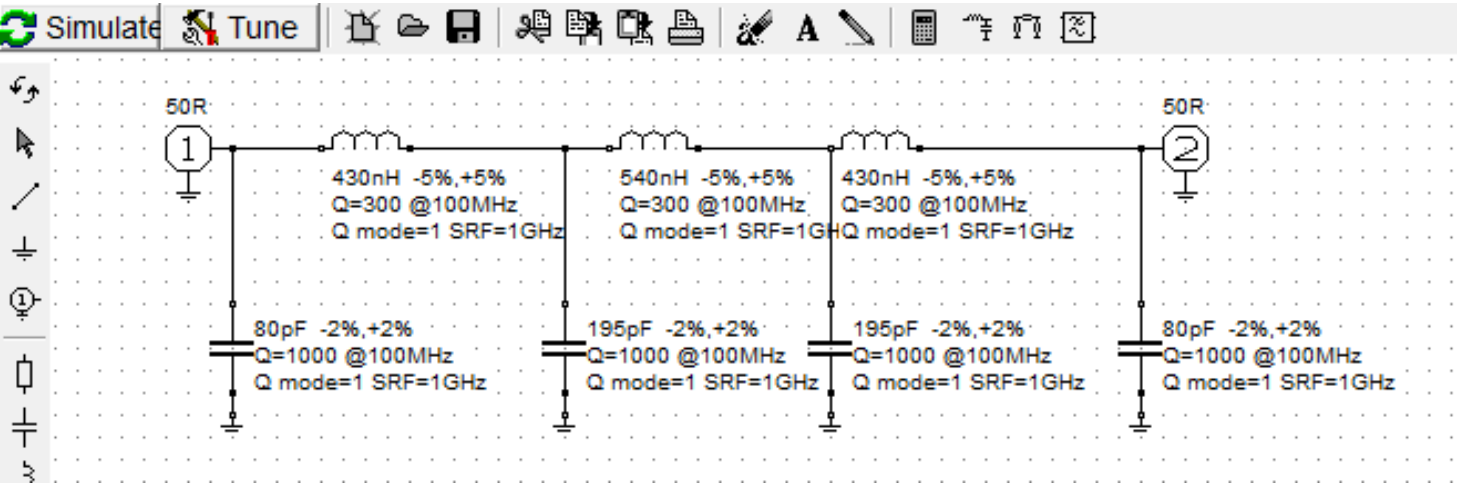 Simulate Tune A
50R 50R
1 2
430nH -5%,+5% 540nH -5%,+5% 430nH -5%,+5%
Q=300 @100MHz Q=300 @100MHz Q=300 @100MHz
Q mode=1 SRF=1GHz Q mode=1 SRF=1GHQ mode=1 SRF=1GHz
1
80pF -2%,+2% 195pF -2%,+2% 195pF -2%,+2% 80pF -2%,+2%
Q=1000 @100MHz Q=1000 @100MHz Q=1000 @100MHz Q=1000 @100MHz
Q mode=1 SRF=1GHz Q mode=1 SRF=1GHz Q mode=1 SRF=1GHz Q mode=1 SRF=1GHz